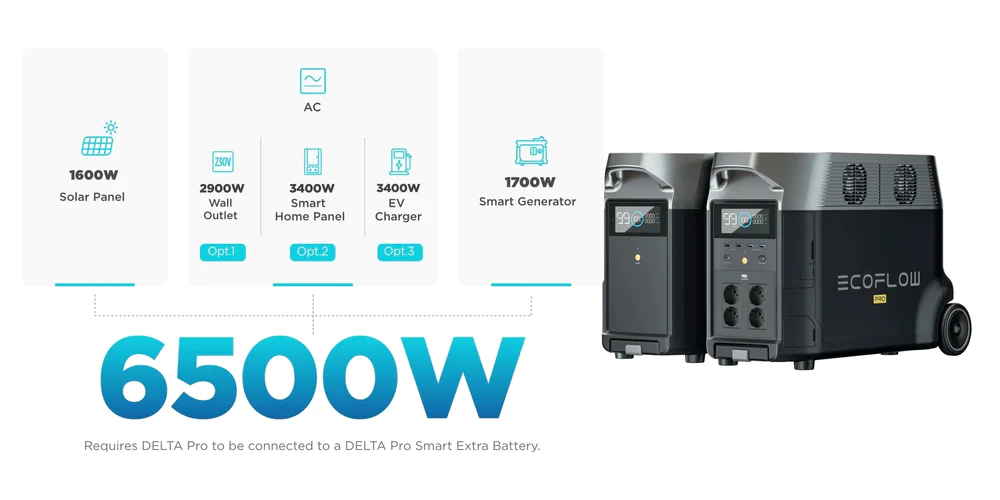 1600W
Solar Panel
AC
230V
2900W
Wall
Outlet
Opt.1
3400W
Smart
Home Panel
Opt.2
3400W
EV
Charger
Opt.3
1700W
Smart Generator
6500W
Requires DELTA Pro to be connected to a DELTA Pro Smart Extra Battery.
99
99
ECOFLOW
PRO